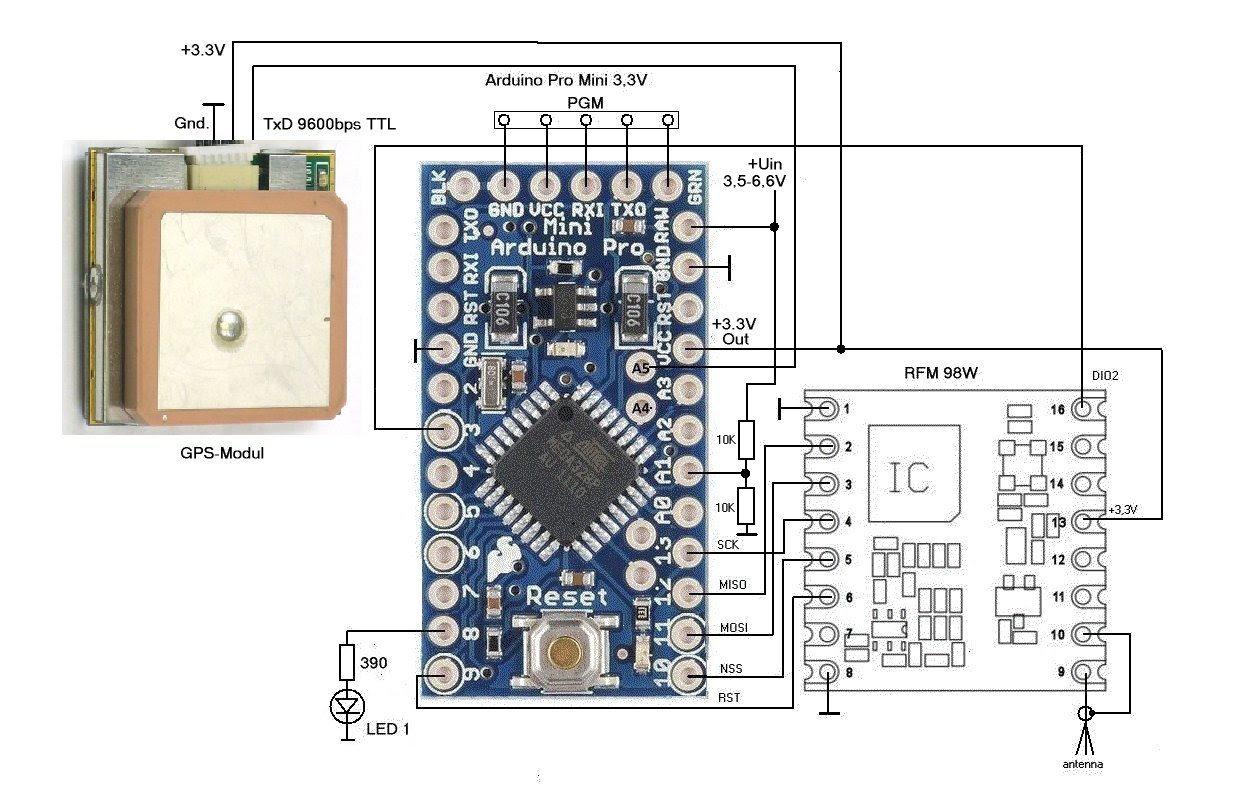 +3.3V
Arduino Pro Mini 3,3V
PGM
Gnd.
TxD 9600bps TTL
+Uin
3,5-6,6V
BLK
GND VCC RXI TXO
GRN
Mini
Arduino Pro
TXO
RXI
RST
GND
2
3
4
5
6
7
8
9
RAW
GND
RST
VCC
A3
A2
A1
A0
13
12
11
10
C106
C106
A5
A4
Reset
+3.3V
Out
GPS-Modul
RFM 98W
DIO2
1
2
3
4
5
6
7
8
16
15
14
13
12
11
10
9
IC
+3,3V
10K
10K
SCK
MISO
MOSI
NSS
RST
390
LED 1
antenna